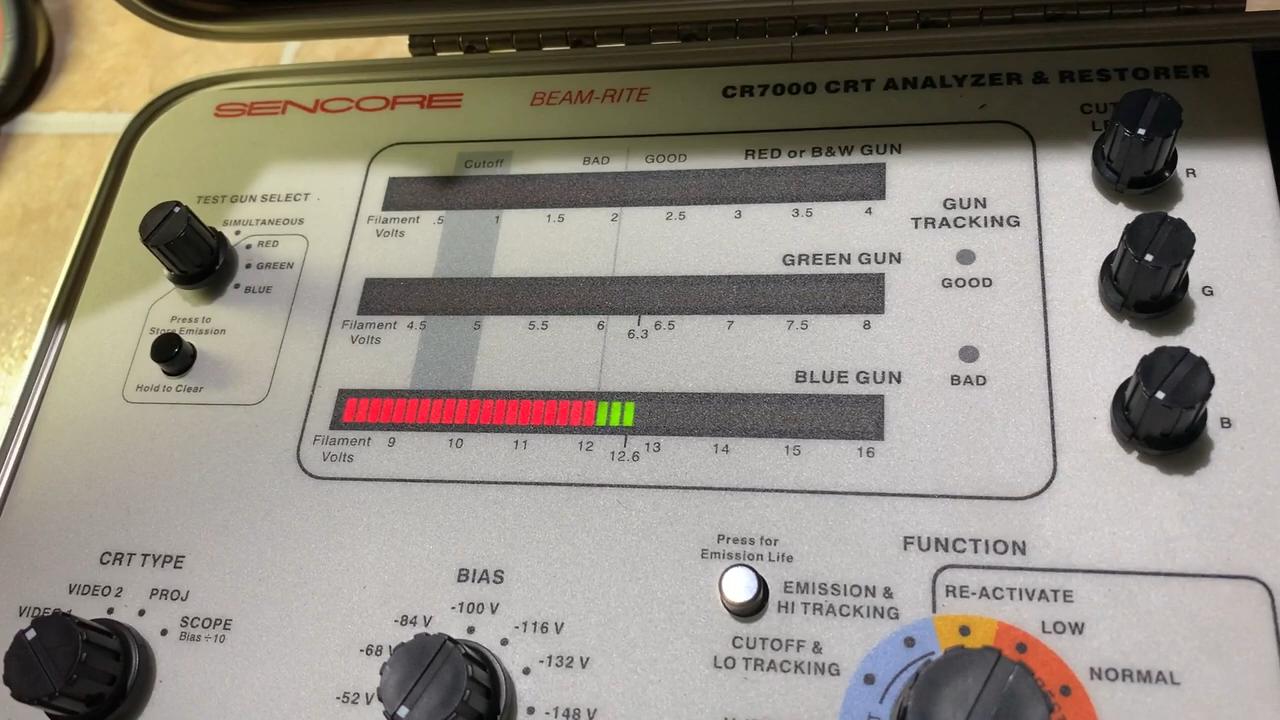 SENCORE
BEAM-RITE
CR7000 CRT ANALYZER & RESTORER
TEST GUN SELECT
SIMULTANEOUS
RED
GREEN
BLUE
Press to
Store Emission
Hold to Clear
Cutoff
BAD
GOOD
RED or B&W GUN
Filament
Volts
.5 1 1.5 2 2.5 3 3.5 4
GREEN GUN
Filament
Volts
4.5 5 5.5 6 6.3 6.5 7 7.5 8
BLUE GUN
Filament
Volts
9 10 11 12 12.6 13 14 15 16
GUN
TRACKING
GOOD
BAD
R
G
B
CRT TYPE
VIDEO 2
PROJ
SCOPE
Bias ÷10
BIAS
-52 V
-68
-84 V
-100 V
-116 V
-132 V
-148 V
Press for
Emission Life
FUNCTION
EMISSION &
HI TRACKING
CUTOFF &
LO TRACKING
RE-ACTIVATE
LOW
NORMAL